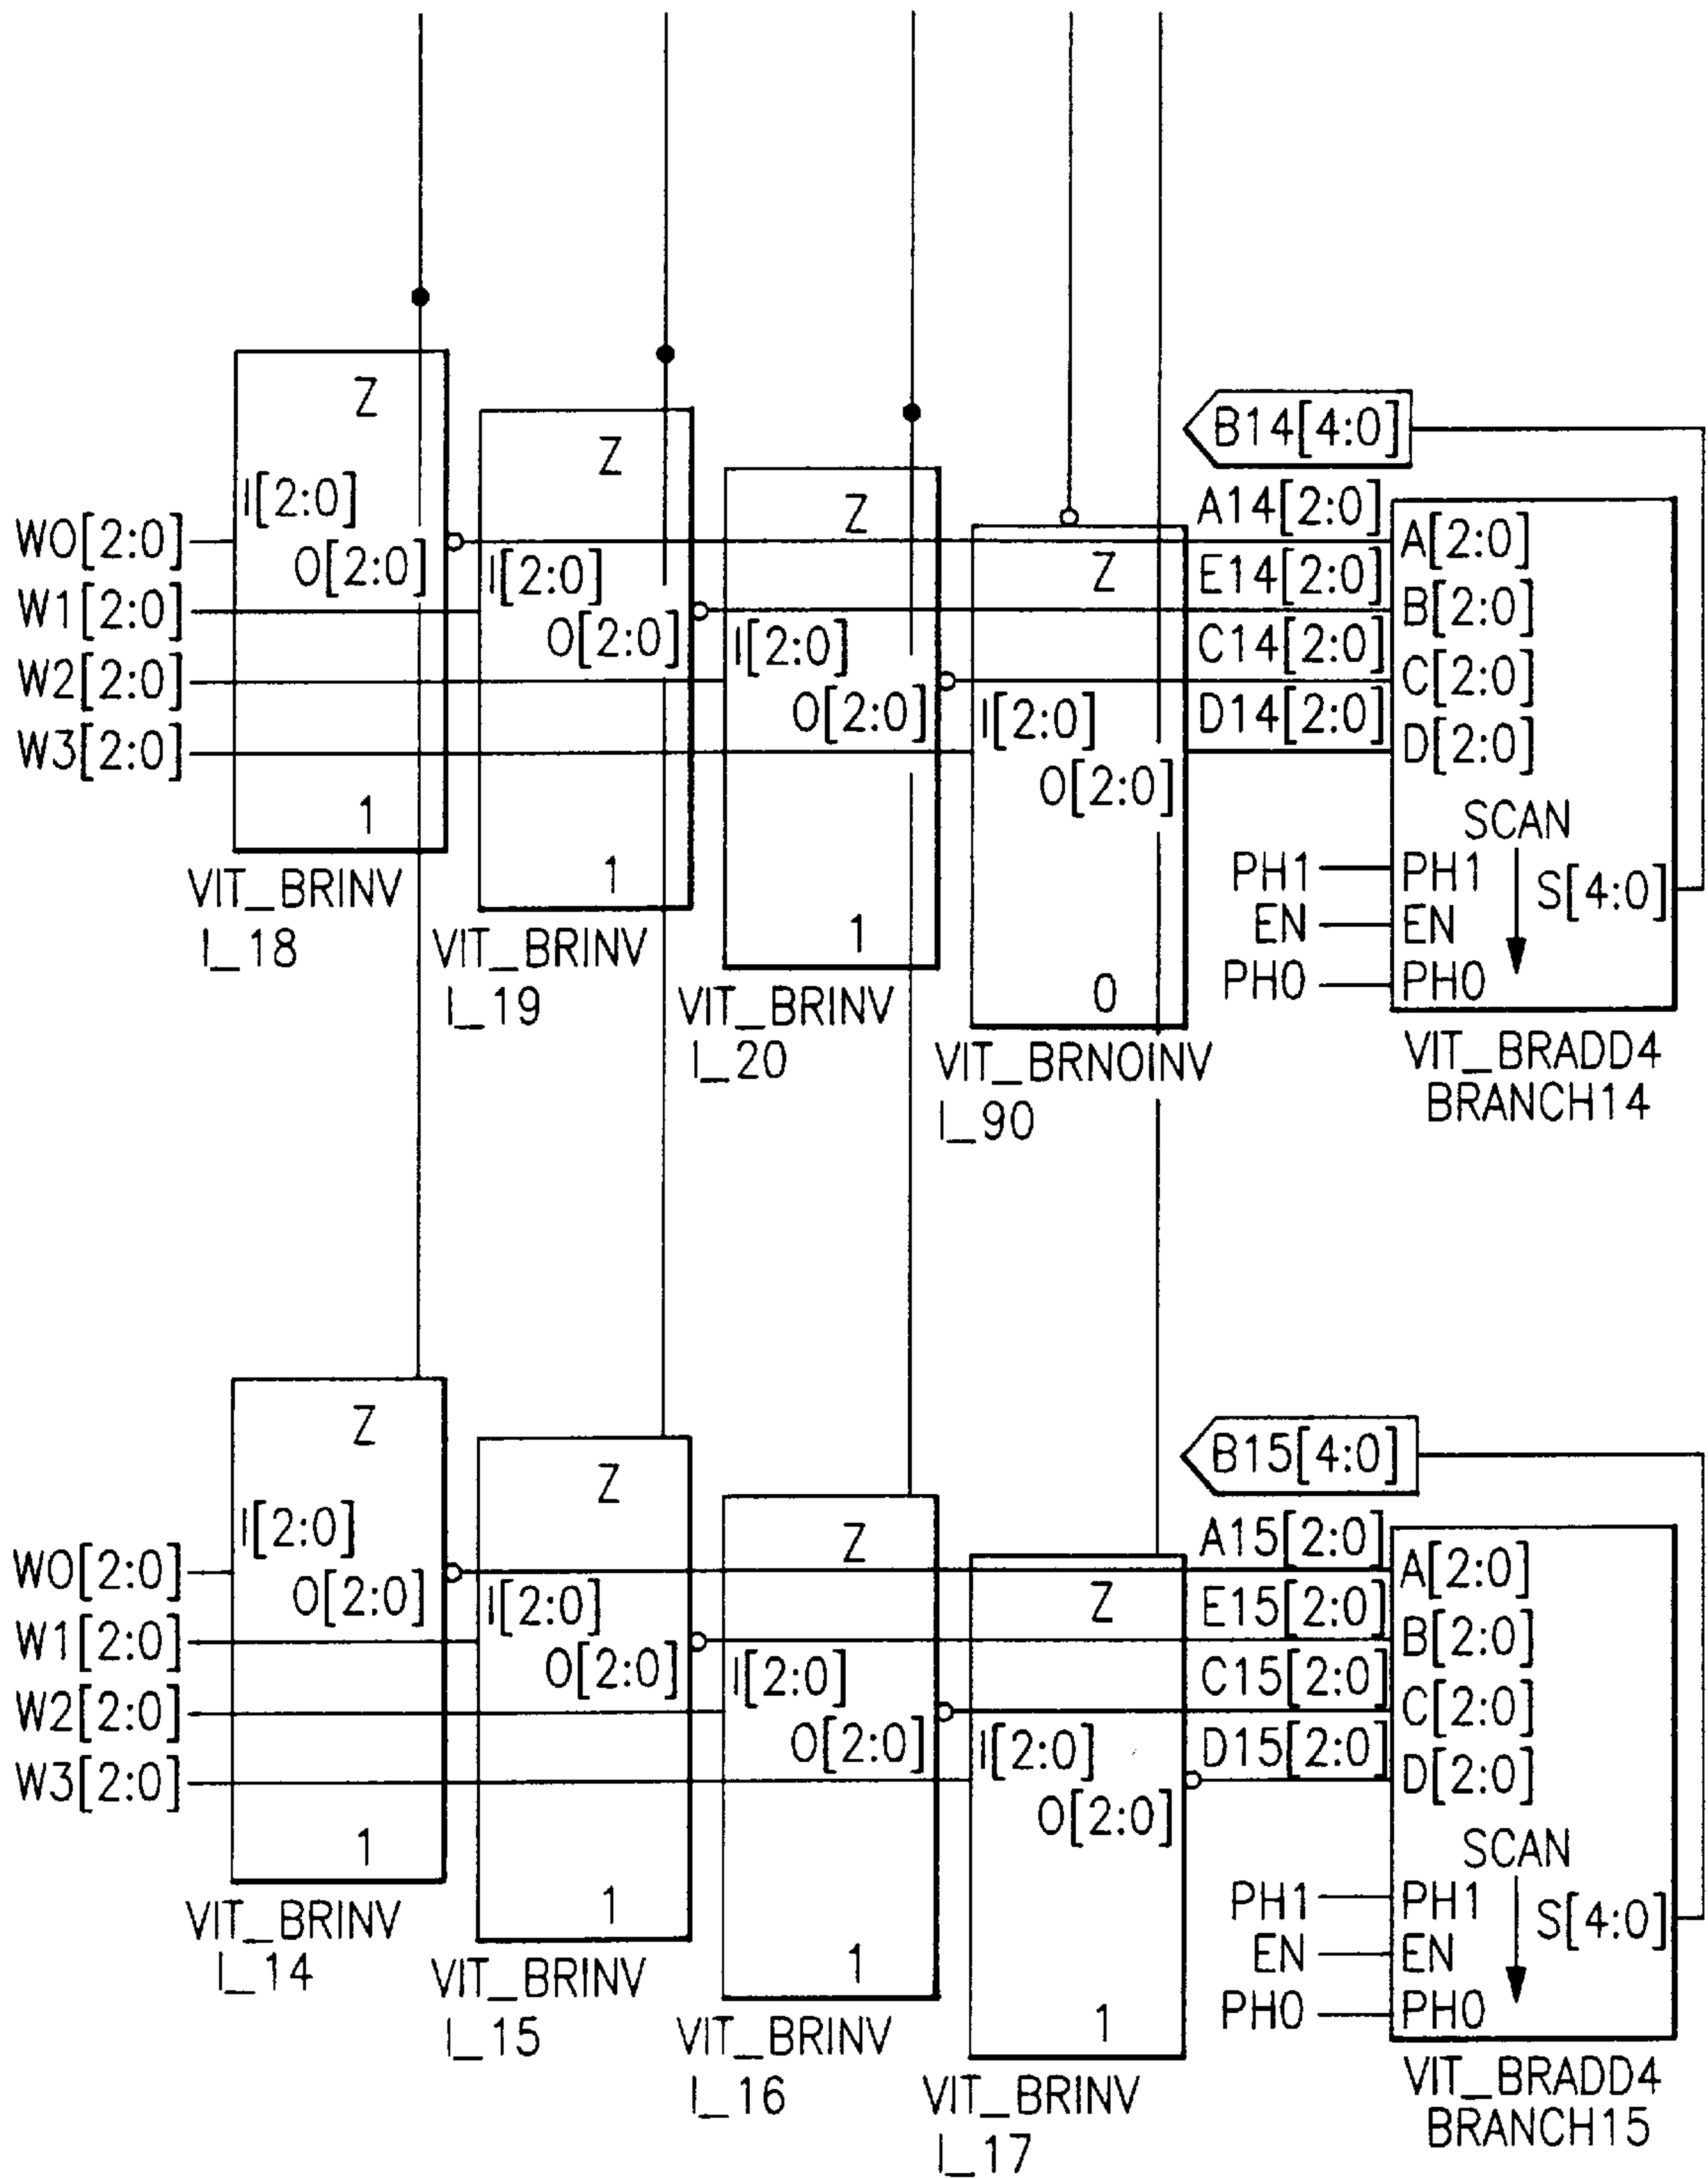 Z
Z
B14[4:0]
I[2:0]
Z
A14[2:0]
W0[2:0]
O[2:0]
I[2:0]
Z
E14[2:0]
A[2:0]
W1[2:0]
O[2:0]
I[2:0]
C14[2:0]
B[2:0]
W2[2:0]
O[2:0]
I[2:0]
D14[2:0]
C[2:0]
W3[2:0]
O[2:0]
D[2:0]
1
SCAN
VIT_BRINV
I_18
1
PH1
PH1
S[4:0]
VIT_BRINV
I_19
1
EN
EN
VIT_BRINV
I_20
0
PH0
PH0
VIT_BRNOINV
I_90
VIT_BRADD4
BRANCH14
Z
Z
B15[4:0]
I[2:0]
Z
A15[2:0]
W0[2:0]
O[2:0]
I[2:0]
Z
E15[2:0]
A[2:0]
W1[2:0]
O[2:0]
I[2:0]
C15[2:0]
B[2:0]
W2[2:0]
O[2:0]
I[2:0]
D15[2:0]
C[2:0]
W3[2:0]
O[2:0]
D[2:0]
1
SCAN
VIT_BRINV
I_14
1
PH1
PH1
S[4:0]
VIT_BRINV
I_15
1
EN
EN
VIT_BRINV
I_16
1
PH0
PH0
VIT_BRINV
I_17
VIT_BRADD4
BRANCH15